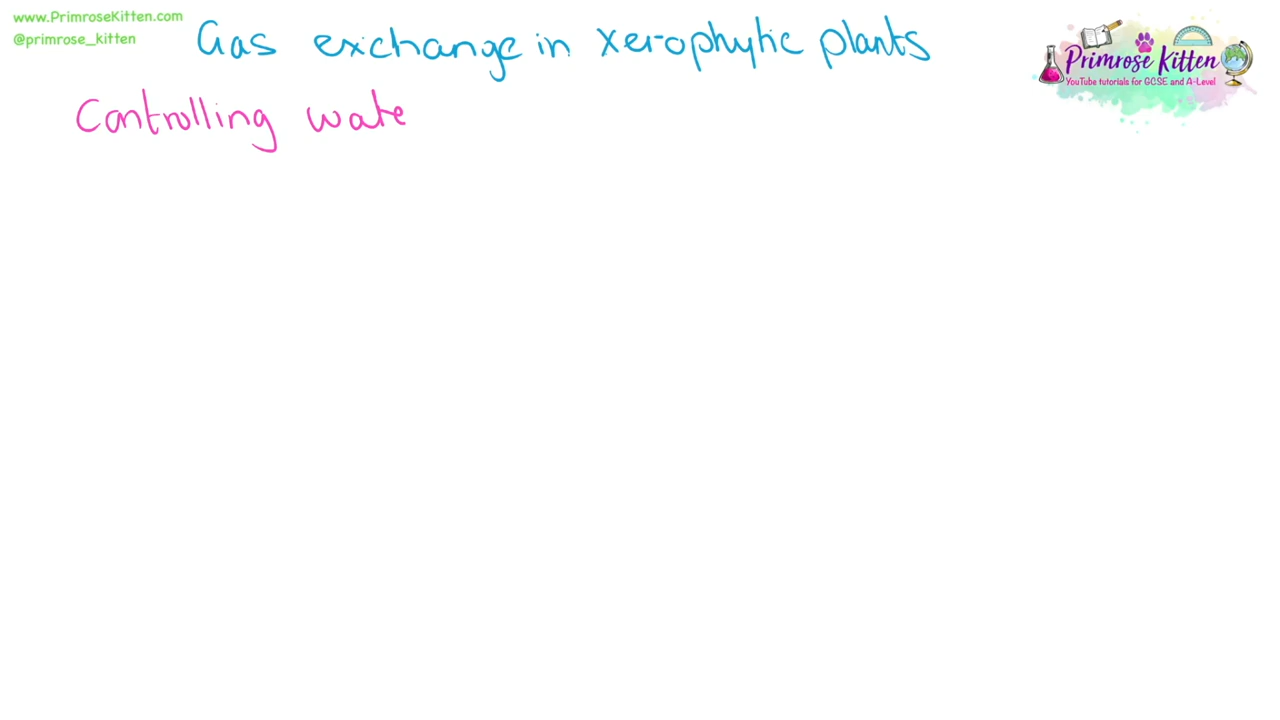 www.PrimroseKitten.com
@primrose_kitten
Gas exchange in xerophytic plants
Primrose Kitten
YouTube tutorials for GCSE and A-Level
Controlling wate